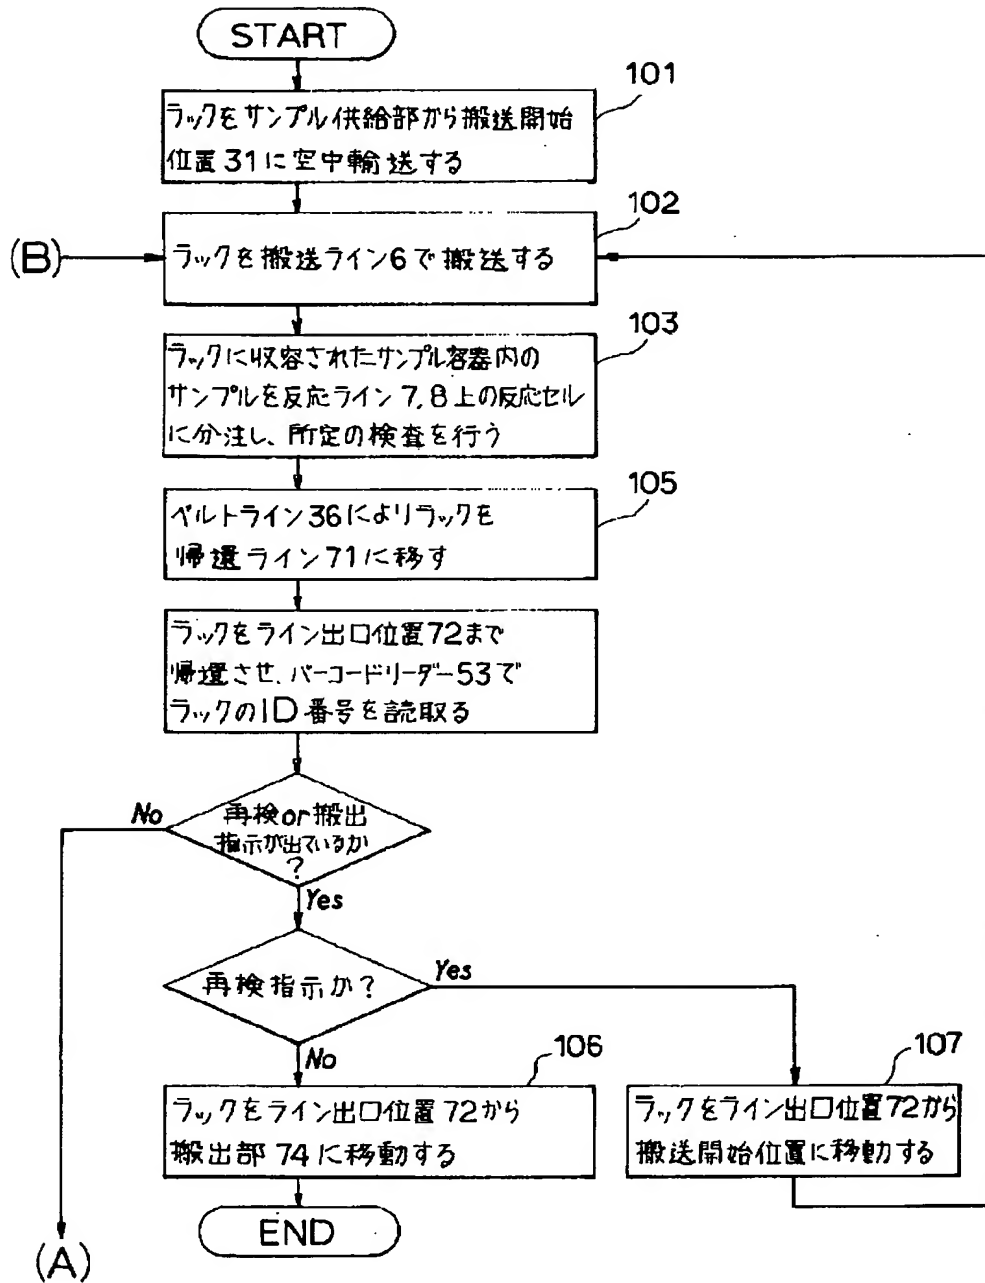 START
101
ラックをサンプル供給部から搬送開始
位置31に空中輸送する
102
(B)
ラックを搬送ライン6で搬送する
103
ラックに収容されたサンプル容器内の
サンプルを反応ライン7,8上の反応セル
に分注し、所定の検査を行う
105
ベルトライン36によりラックを
帰還ライン71に移す
ラックをライン出口位置72まで
帰還させ、バーコードリーダー53で
ラックのID番号を読取る
No
再検or搬出
指示が出ているか
?
Yes
再検指示か?
Yes
No
106
ラックをライン出口位置72から
搬出部74に移動する
107
ラックをライン出口位置72から
搬送開始位置に移動する
END
(A)